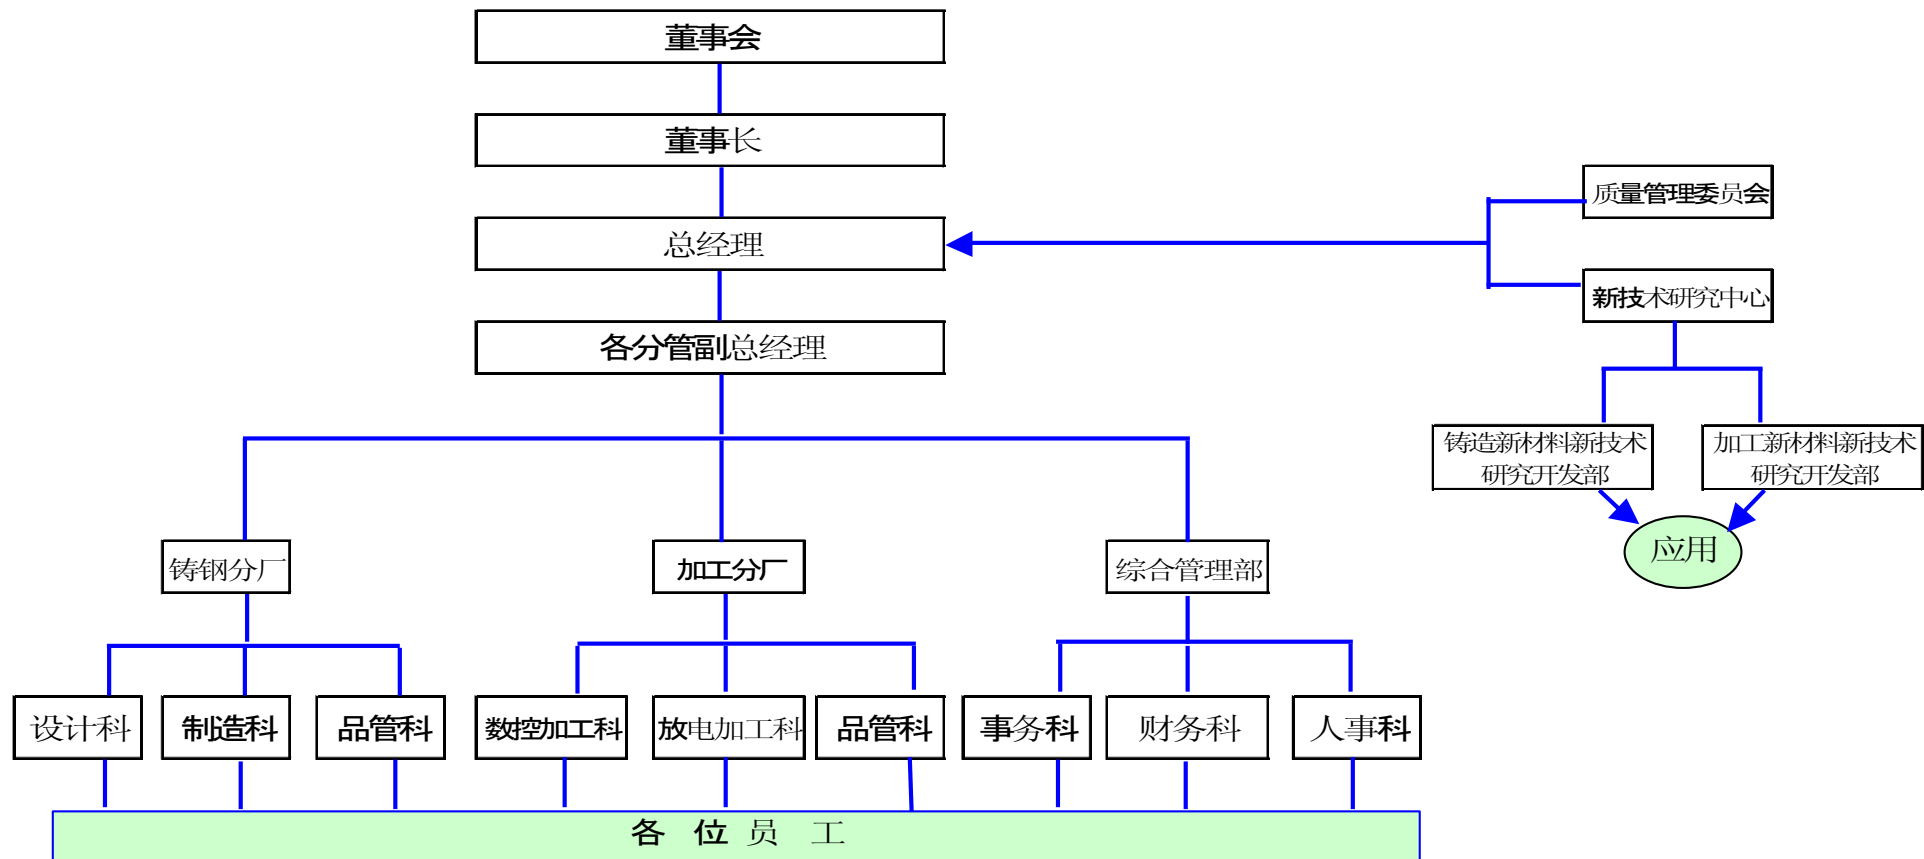 董事会
董事长
质量管理委员会
总经理
新技术研究中心
各分管副总经理
铸造新材料新技术
研究开发部
加工新材料新技术
研究开发部
应用
铸钢分厂
加工分厂
综合管理部
设计科
制造科
品管科
数控加工科
放电加工科
品管科
事务科
财务科
人事科
各 位 员 工